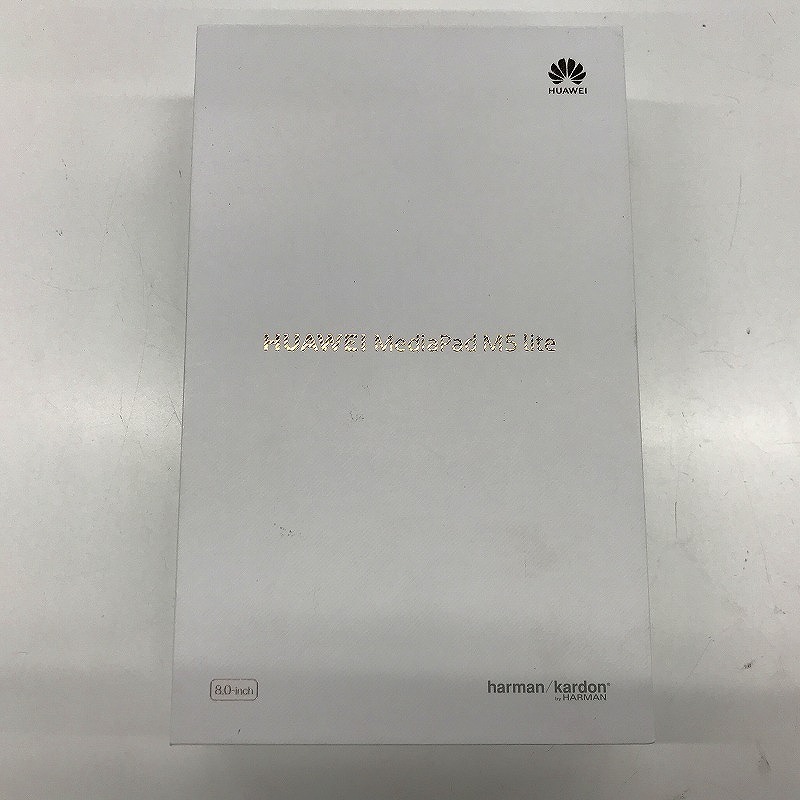 HUAWEI
HUAWEI MediaPad M5 lite
8.0-inch
harman/kardon®
by HARMAN